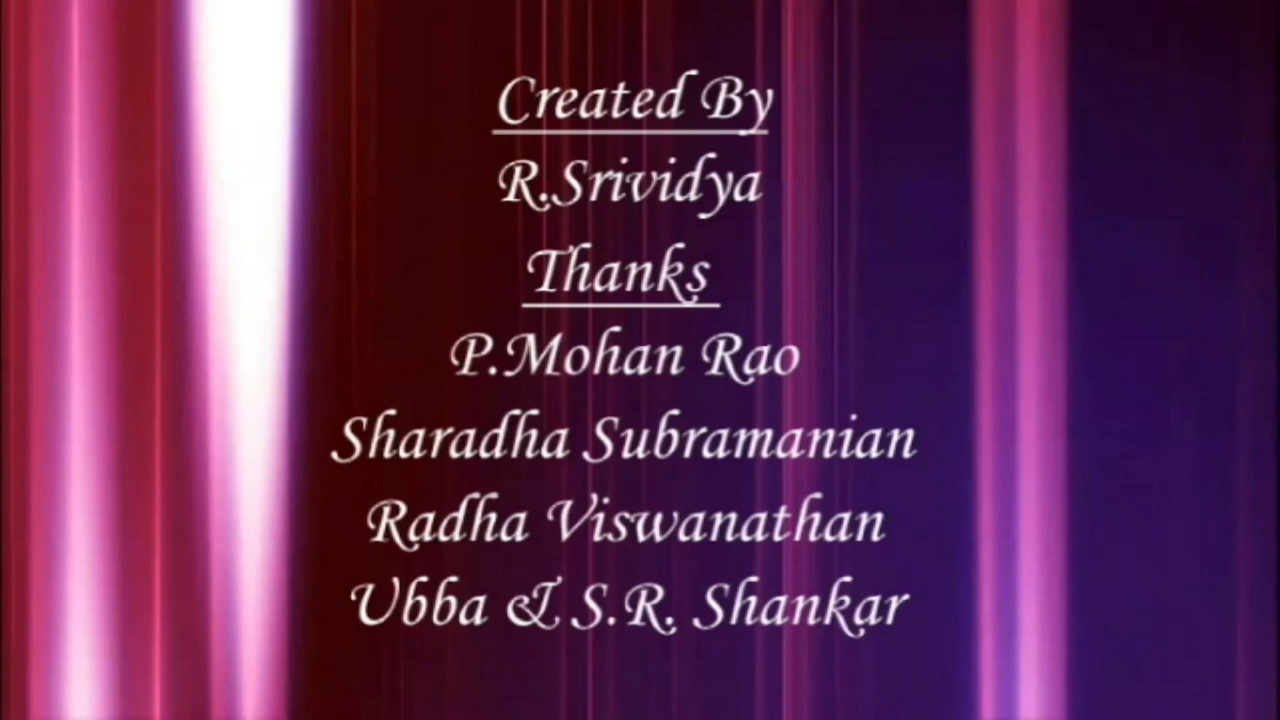 Created By
R.Srividya
Thanks
P.Mohan Rao
Sharadha Subramanian
Radha Viswanathan
Ubba & S.R. Shankar